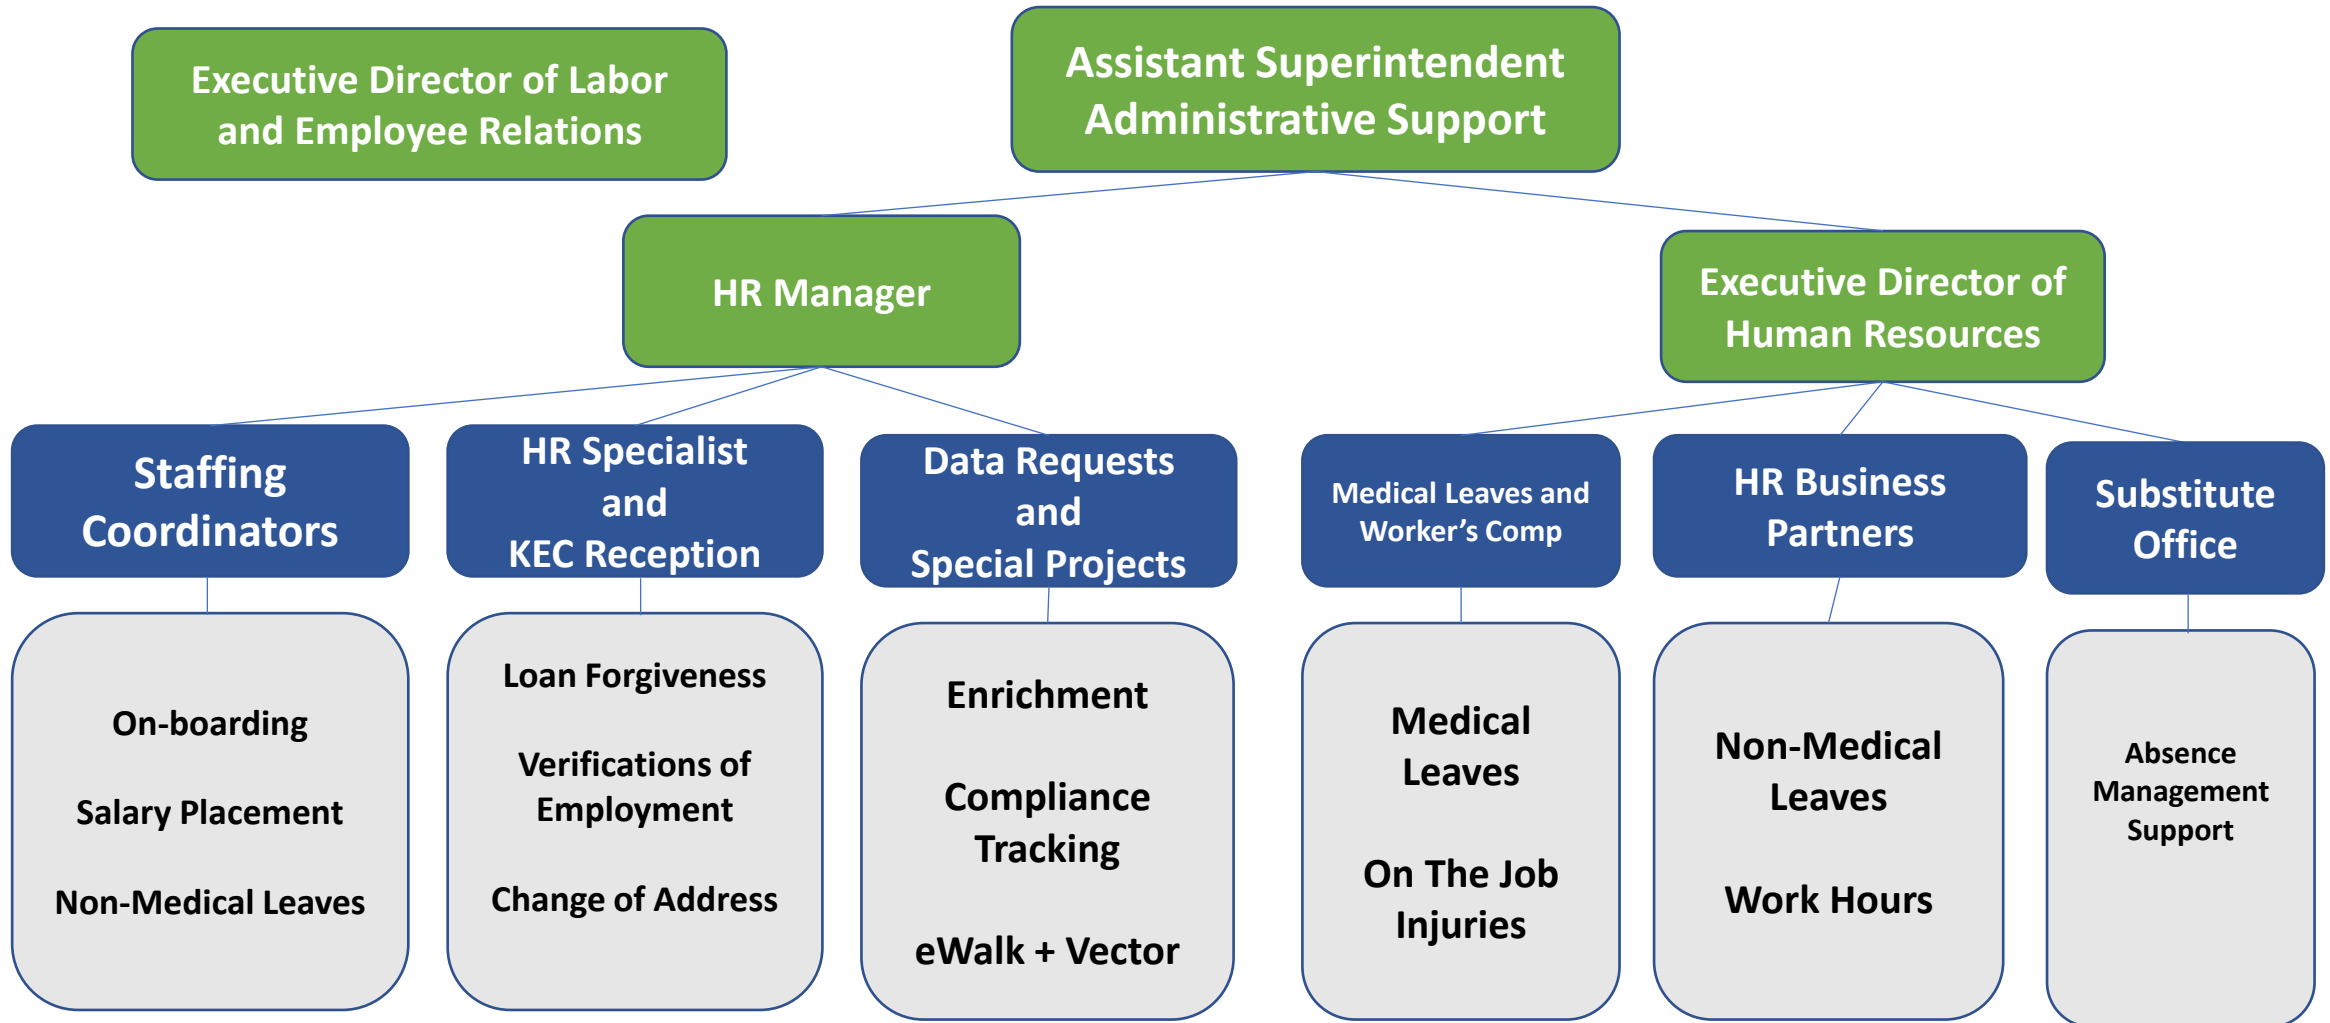 Executive Director of Labor
and Employee Relations
Assistant Superintendent
Administrative Support
HR Manager
Executive Director of
Human Resources
Staffing
Coordinators
HR Specialist
and
KEC Reception
Data Requests
and
Special Projects
Medical Leaves and
Worker’s Comp
HR Business
Partners
Substitute
Office
On-boarding
Salary Placement
Non-Medical Leaves
Loan Forgiveness
Verifications of
Employment
Change of Address
Enrichment
Compliance
Tracking
eWalk + Vector
Medical
Leaves
On The Job
Injuries
Non-Medical
Leaves
Work Hours
Absence
Management
Support